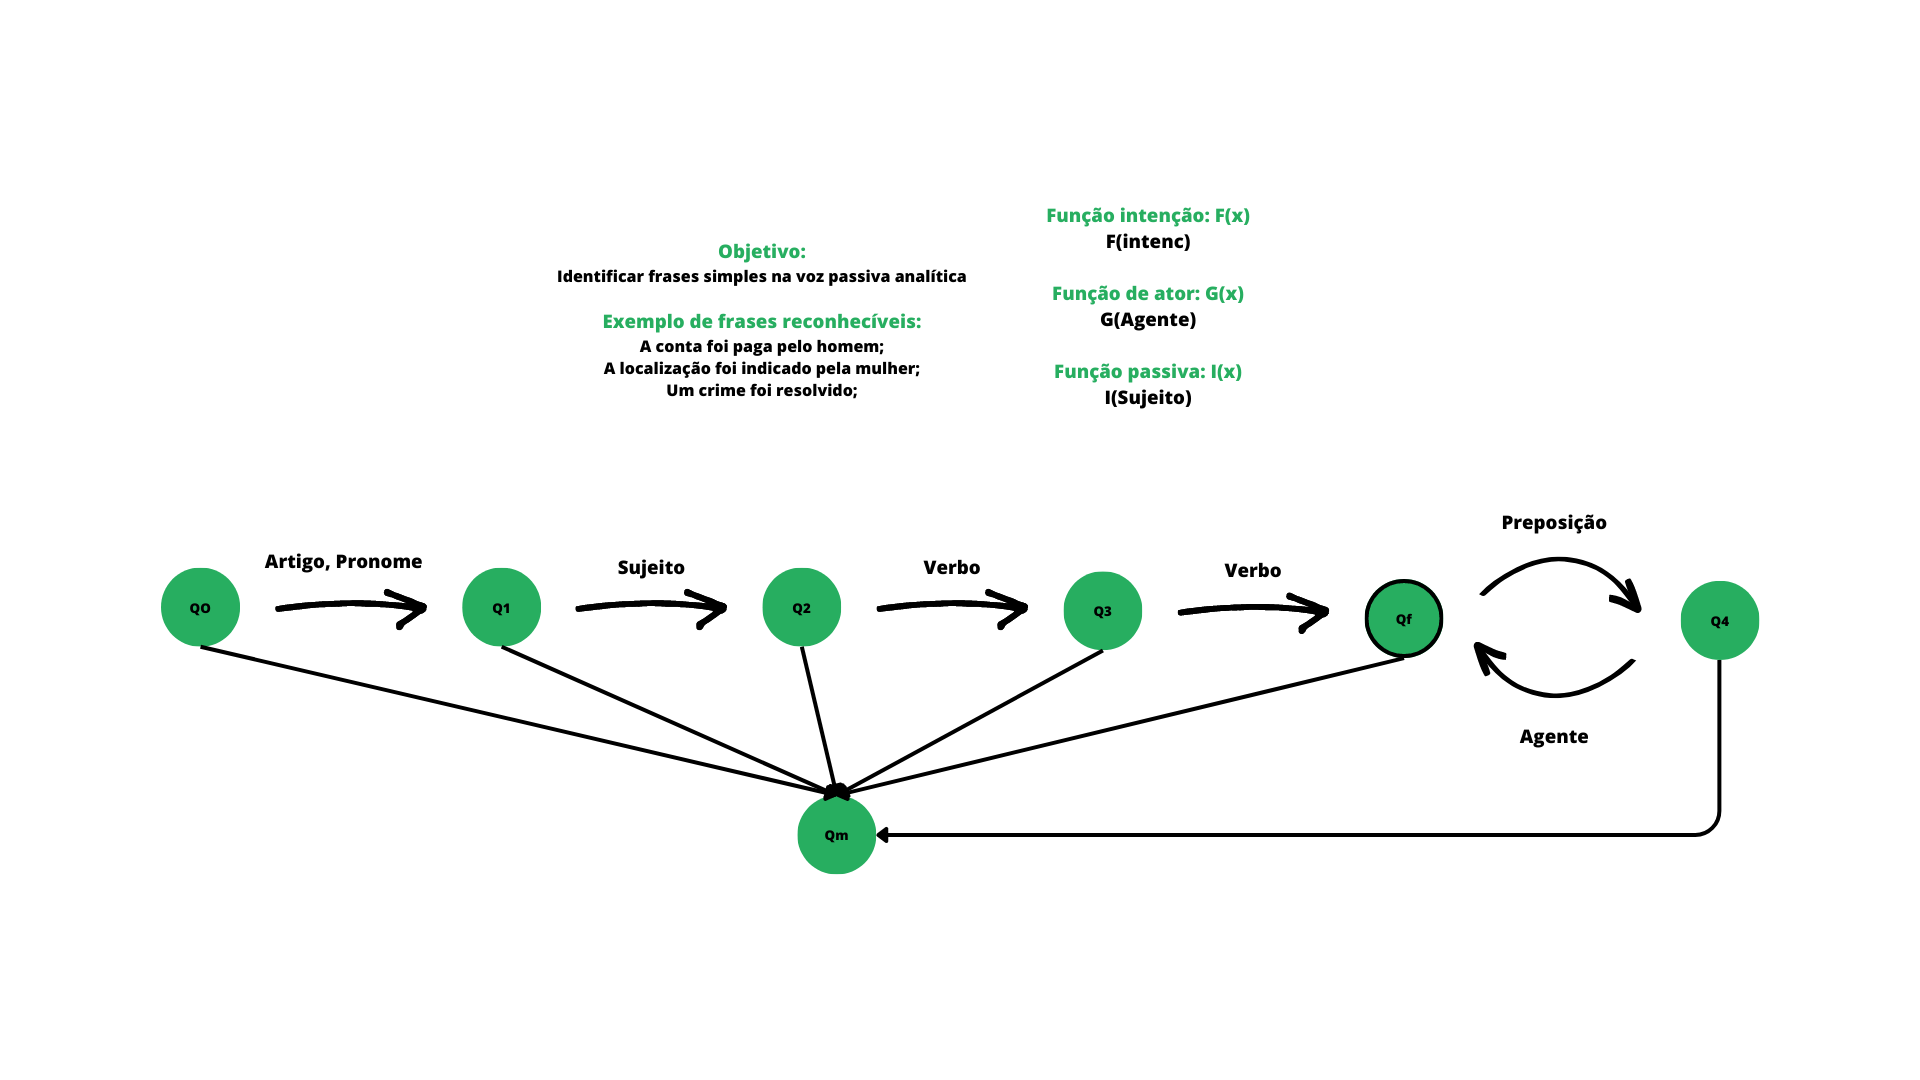 Objetivo:
Identificar frases simples na voz passiva analítica
Exemplo de frases reconhecíveis:
A conta foi paga pelo homem;
A localização foi indicado pela mulher;
Um crime foi resolvido;
Função intenção: F(x)
F(intenc)
Função de ator: G(x)
G(Agente)
Função passiva: I(x)
I(Sujeito)
Artigo, Pronome
Sujeito
Verbo
Verbo
Preposição
Q0
Q1
Q2
Q3
Qf
Q4
Agente
Qm